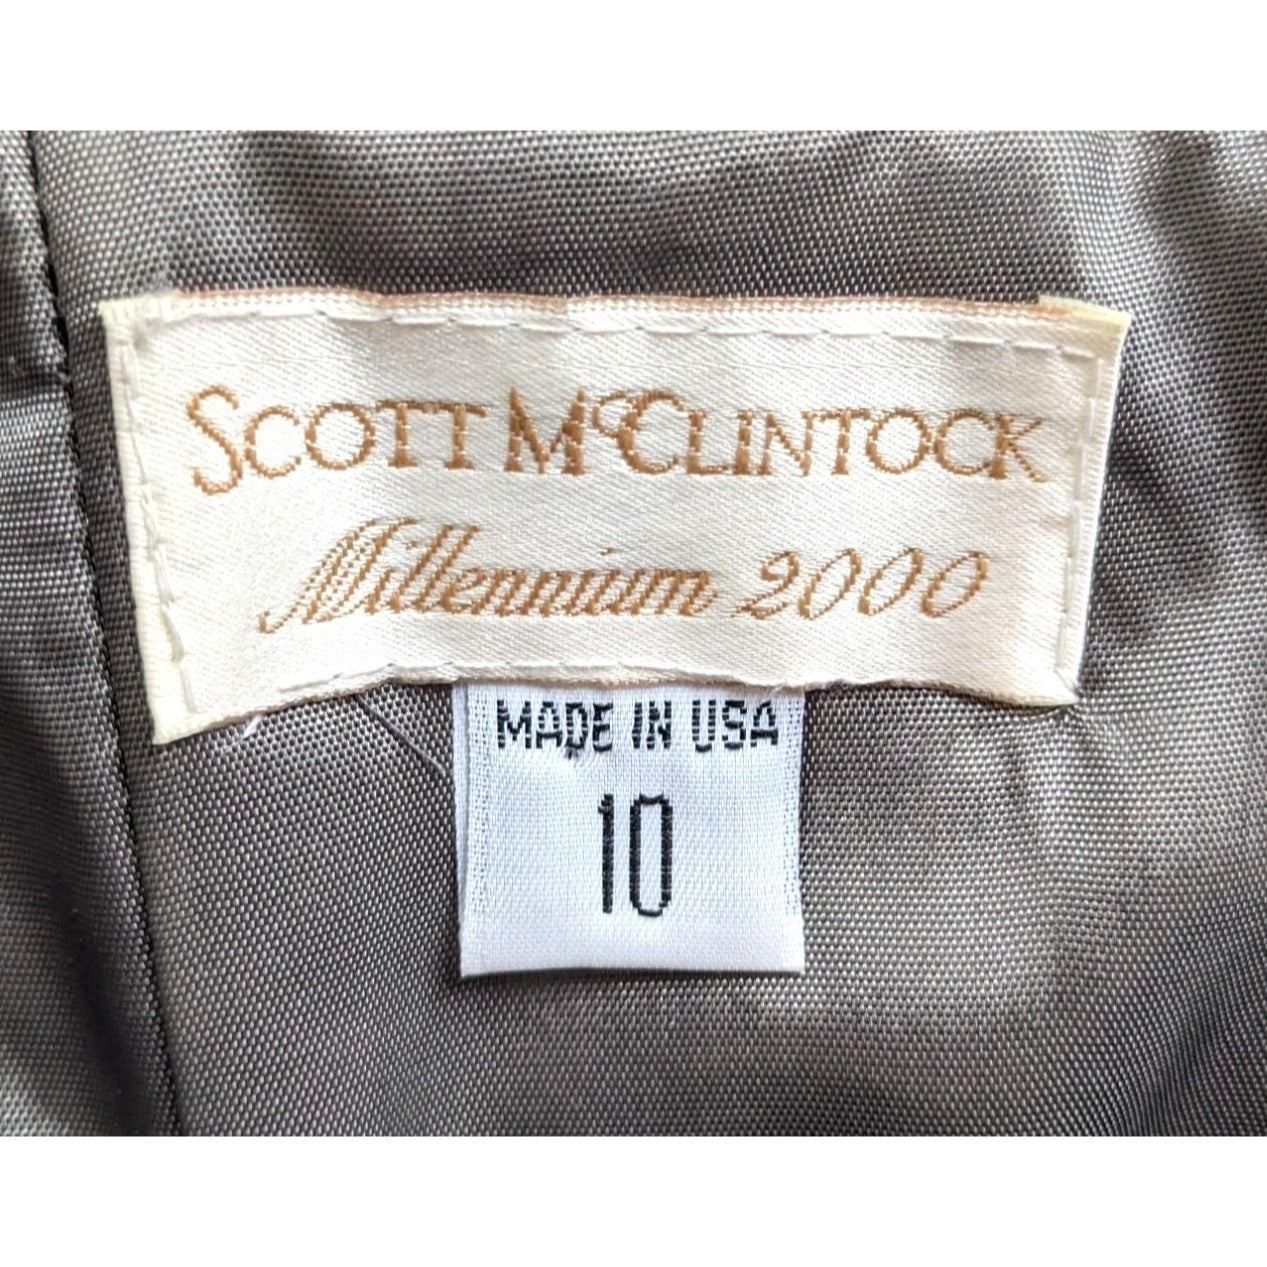 SCOTT McCLINTOCK
Millennium 2000
MADE IN USA
10